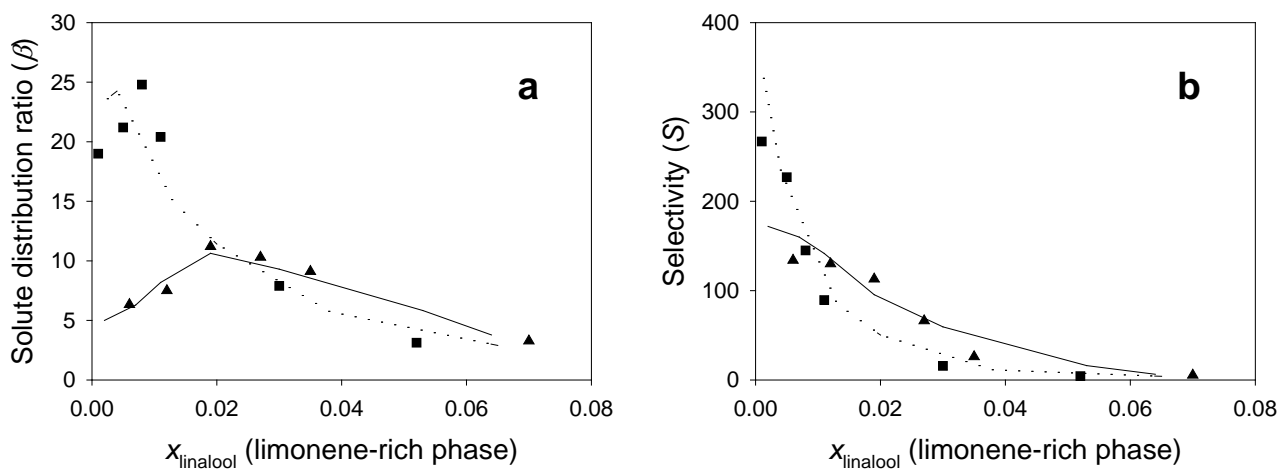 Solute distribution ratio (β)
30
25
20
15
10
5
0
a
0.00 0.02 0.04 0.06 0.08
xlinalool (limonene-rich phase)
Selectivity (S)
400
300
200
100
0
b
0.00 0.02 0.04 0.06 0.08
xlinalool (limonene-rich phase)